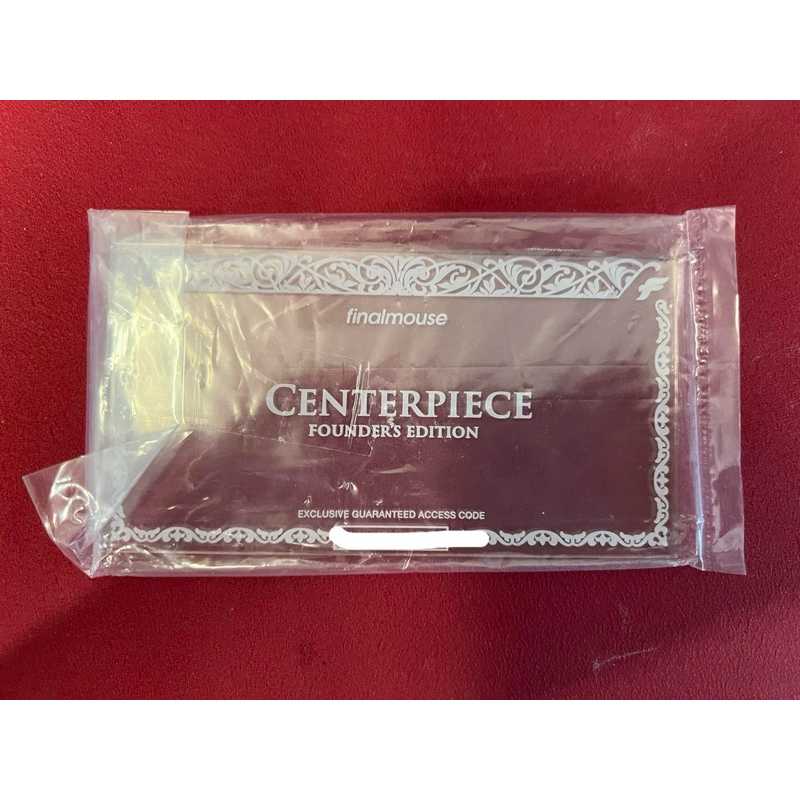 finalmouse
CENTERPIECE
FOUNDER'S EDITION
EXCLUSIVE GUARANTEED ACCESS CODE